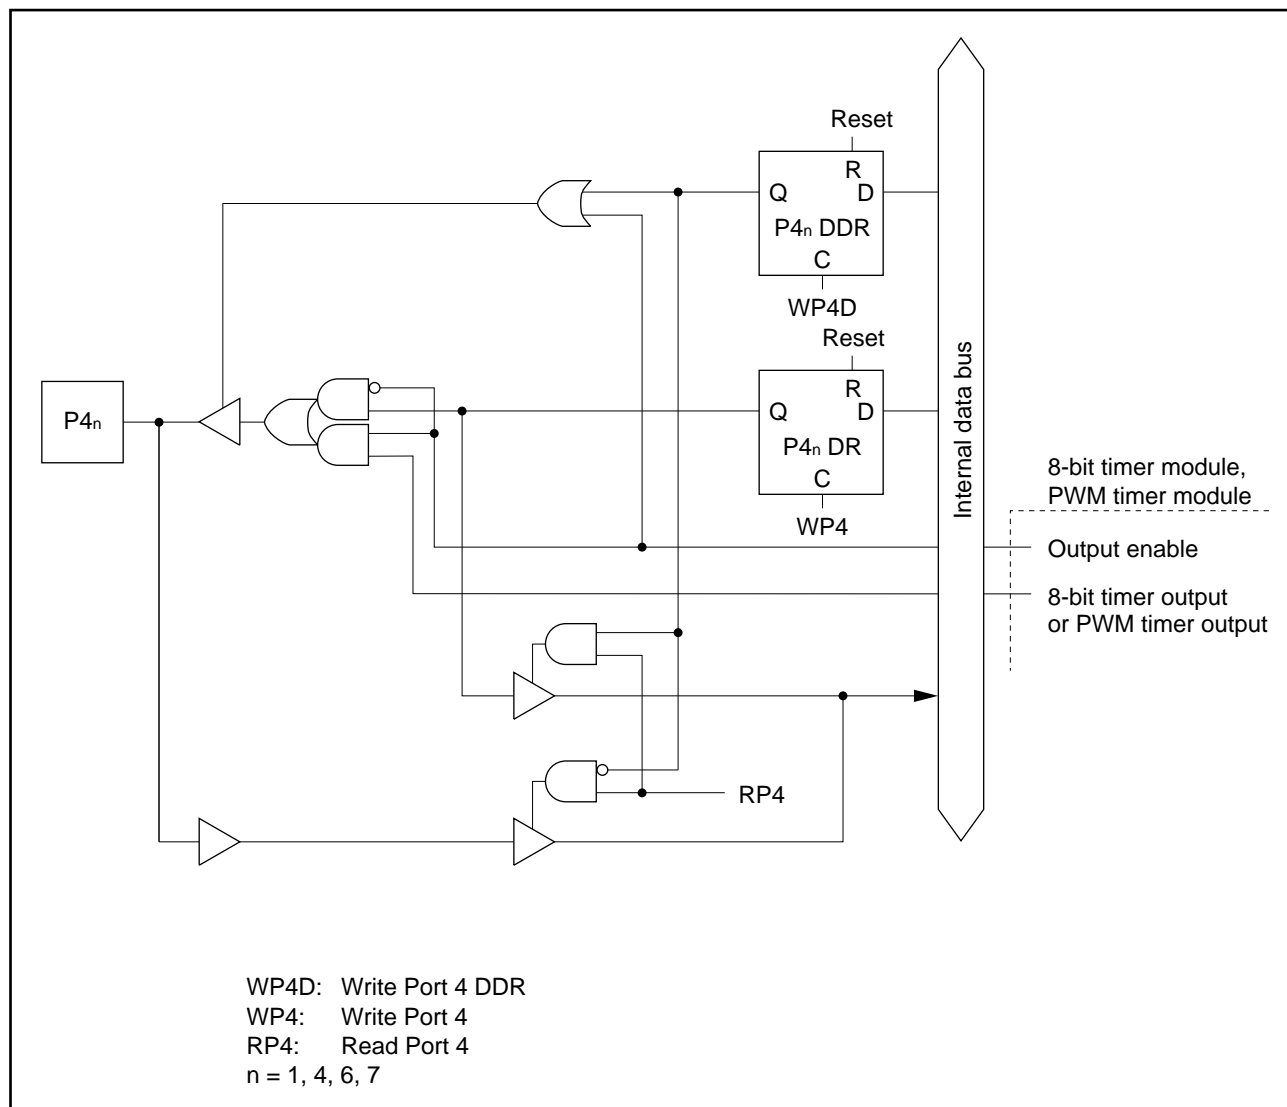 Reset
R
Q
D
P4n DDR
C
WP4D
Reset
R
Q
D
P4n DR
C
WP4
P4n
Internal data bus
8-bit timer module,
PWM timer module
Output enable
8-bit timer output
or PWM timer output
RP4
WP4D: Write Port 4 DDR
WP4: Write Port 4
RP4: Read Port 4
n = 1, 4, 6, 7